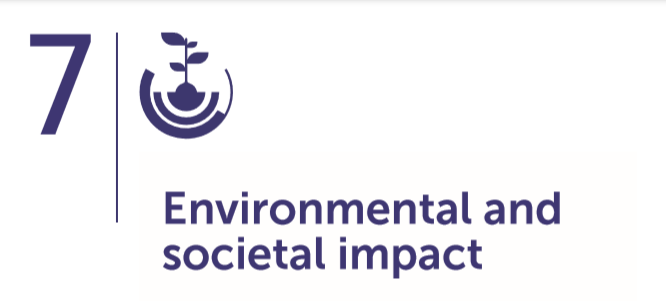 7
Environmental and
societal impact